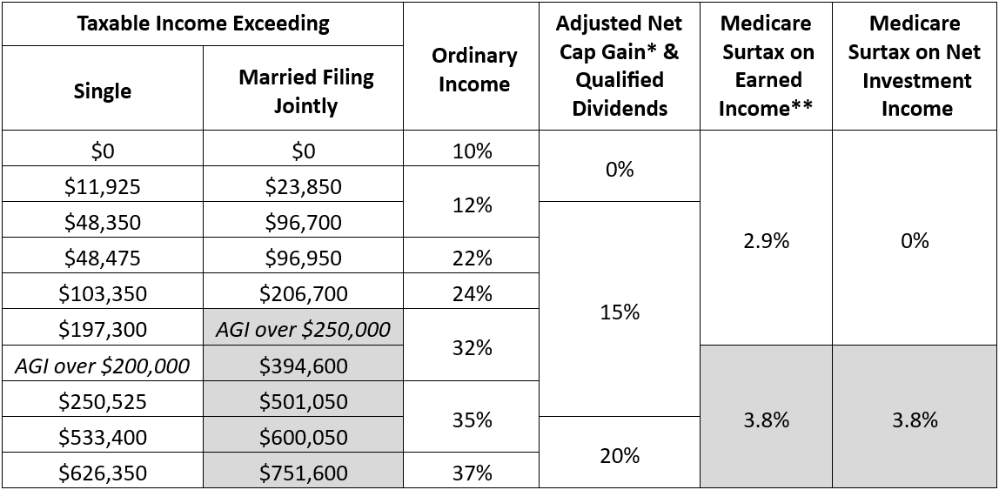 Taxable Income Exceeding
Single
Married Filing
Jointly
Ordinary
Income
Adjusted Net
Cap Gain* &
Qualified
Dividends
Medicare
Surtax on
Earned
Income**
Medicare
Surtax on Net
Investment
Income
$0 $0 10%
0%
$11,925 $23,850
12%
$48,350 $96,700
15%
2.9%
0%
$48,475 $96,950 22%
$103,350 $206,700 24%
$197,300 AGI over $250,000
32%
AGI over $200,000 $394,600
3.8%
3.8%
$250,525 $501,050
35%
$533,400 $600,050
20%
$626,350 $751,600 37%